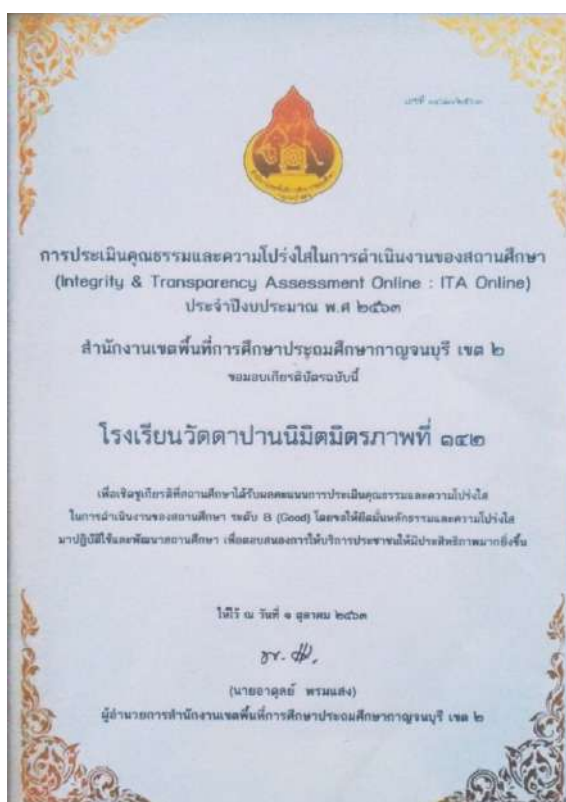 การประเมินคุณธรรมและความโปร่งใสในการดำเนินงานของสถานศึกษา
(Integrity & Transparency Assessment Online : ITA Online)
ประจำปีงบประมาณ พ.ศ ๒๕๖๓
สำนักงานเขตพื้นที่การศึกษาประถมศึกษากาญจนบุรี เขต ๒
ขอมอบเกียรติบัตรฉบับนี้
โรงเรียนวัดตาปานนิมิตมิตรภาพที่ ๑๔๒
เพื่อเชิดชูเกียรติที่สถานศึกษาได้รับผลคะแนนการประเมินคุณธรรมและความโปร่งใส
ในการดำเนินงานของสถานศึกษา ระดับ B (Good) โดยขอให้ยึดมั่นหลักธรรมและความโปร่งใส
มาปฏิบัติใช้และพัฒนาสถานศึกษา เพื่อตอบสนองการให้บริการประชาชนให้มีประสิทธิภาพมากยิ่งขึ้น
ให้ไว้ ณ วันที่ ๑ ตุลาคม ๒๕๖๓
(นายอาดุลย์ พรมแสง)
ผู้อำนวยการสำนักงานเขตพื้นที่การศึกษาประถมศึกษากาญจนบุรี เขต ๒